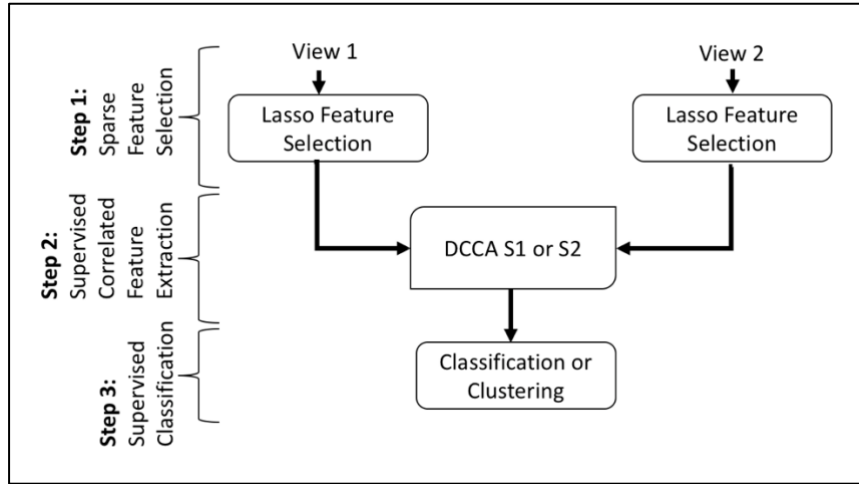 View 1
View 2
Step 1:
Sparse
Feature
Selection
Lasso Feature
Selection
Lasso Feature
Selection
Step 2:
Supervised
Correlated
Feature
Extraction
DCCA S1 or S2
Step 3:
Supervised
Classification
Classification or
Clustering